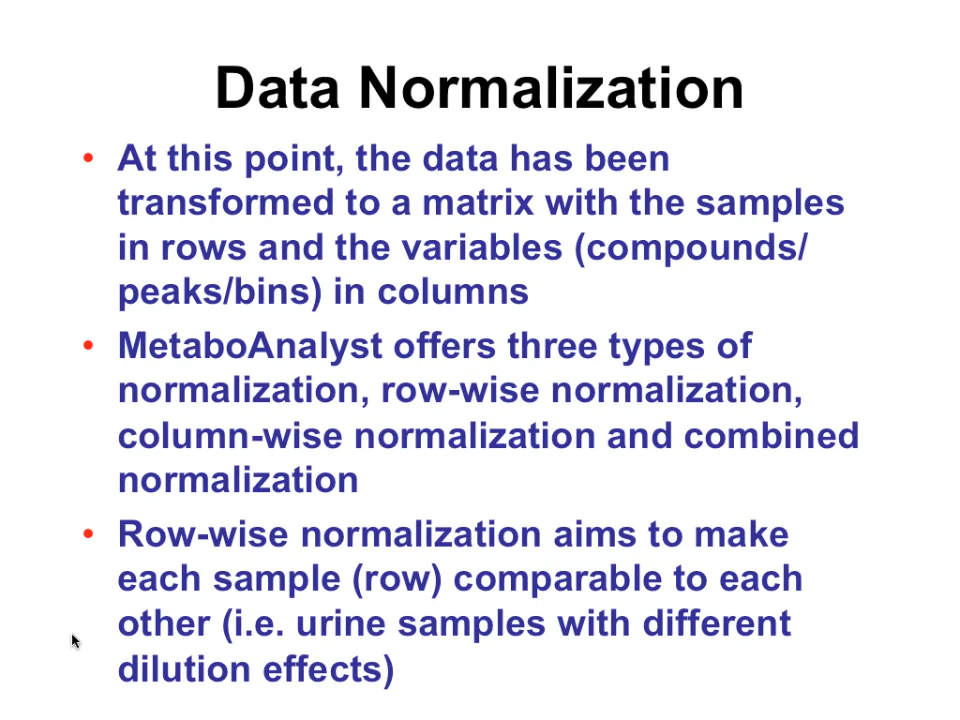 Data Normalization
• At this point, the data has been
transformed to a matrix with the samples
in rows and the variables (compounds/
peaks/bins) in columns
• MetaboAnalyst offers three types of
normalization, row-wise normalization,
column-wise normalization and combined
normalization
• Row-wise normalization aims to make
each sample (row) comparable to each
other (i.e. urine samples with different
dilution effects)